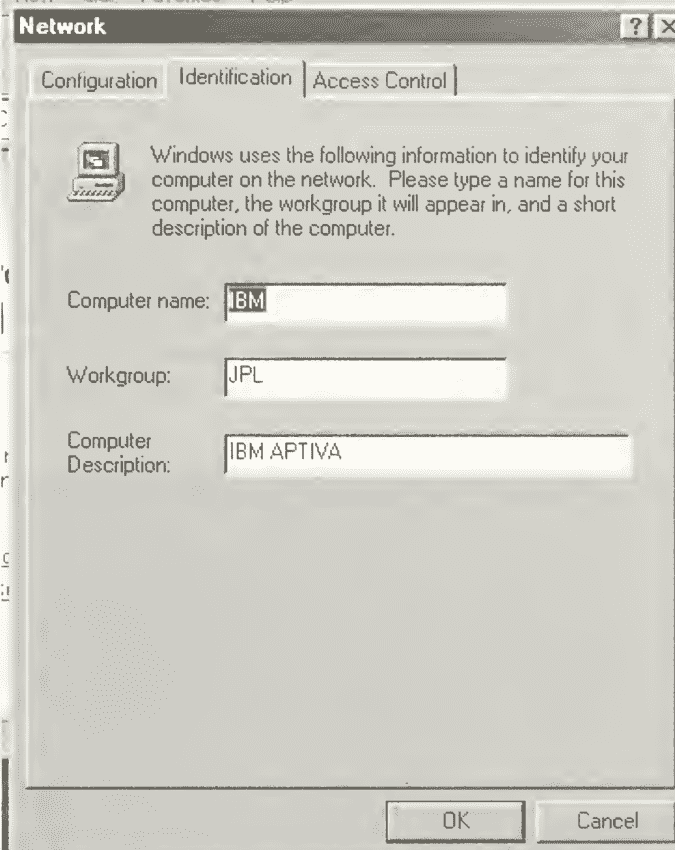 Network
Configuration Identification Access Control
Windows uses the following information to identify your
computer on the network. Please type a name for this
computer, the workgroup it will appear in, and a short
description of the computer.
Computer name: IBM
Workgroup: JPL
Computer
Description: IBM APTIVA
OK Cancel